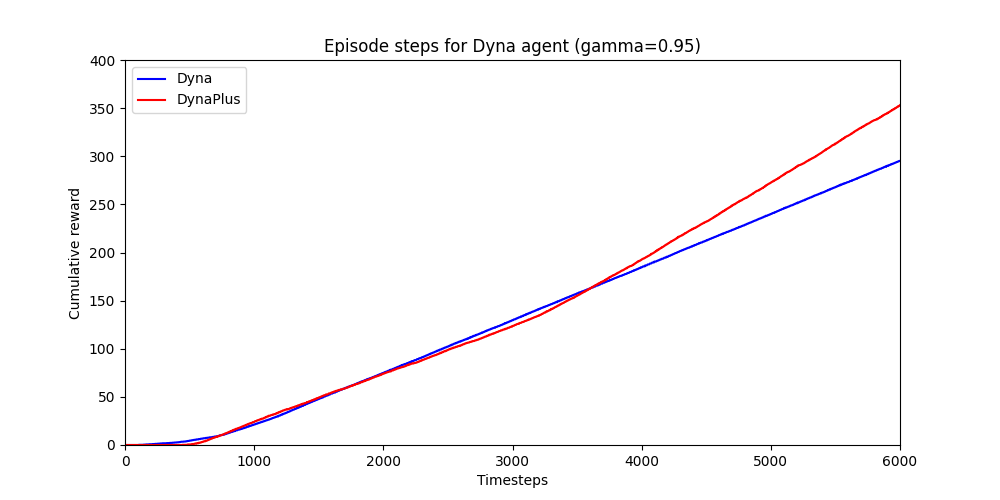 Episode steps for Dyna agent (gamma=0.95)
Dyna
DynaPlus
Cumulative reward
400
350
300
250
200
150
100
50
0
0 1000 2000 3000 4000 5000 6000
Timesteps